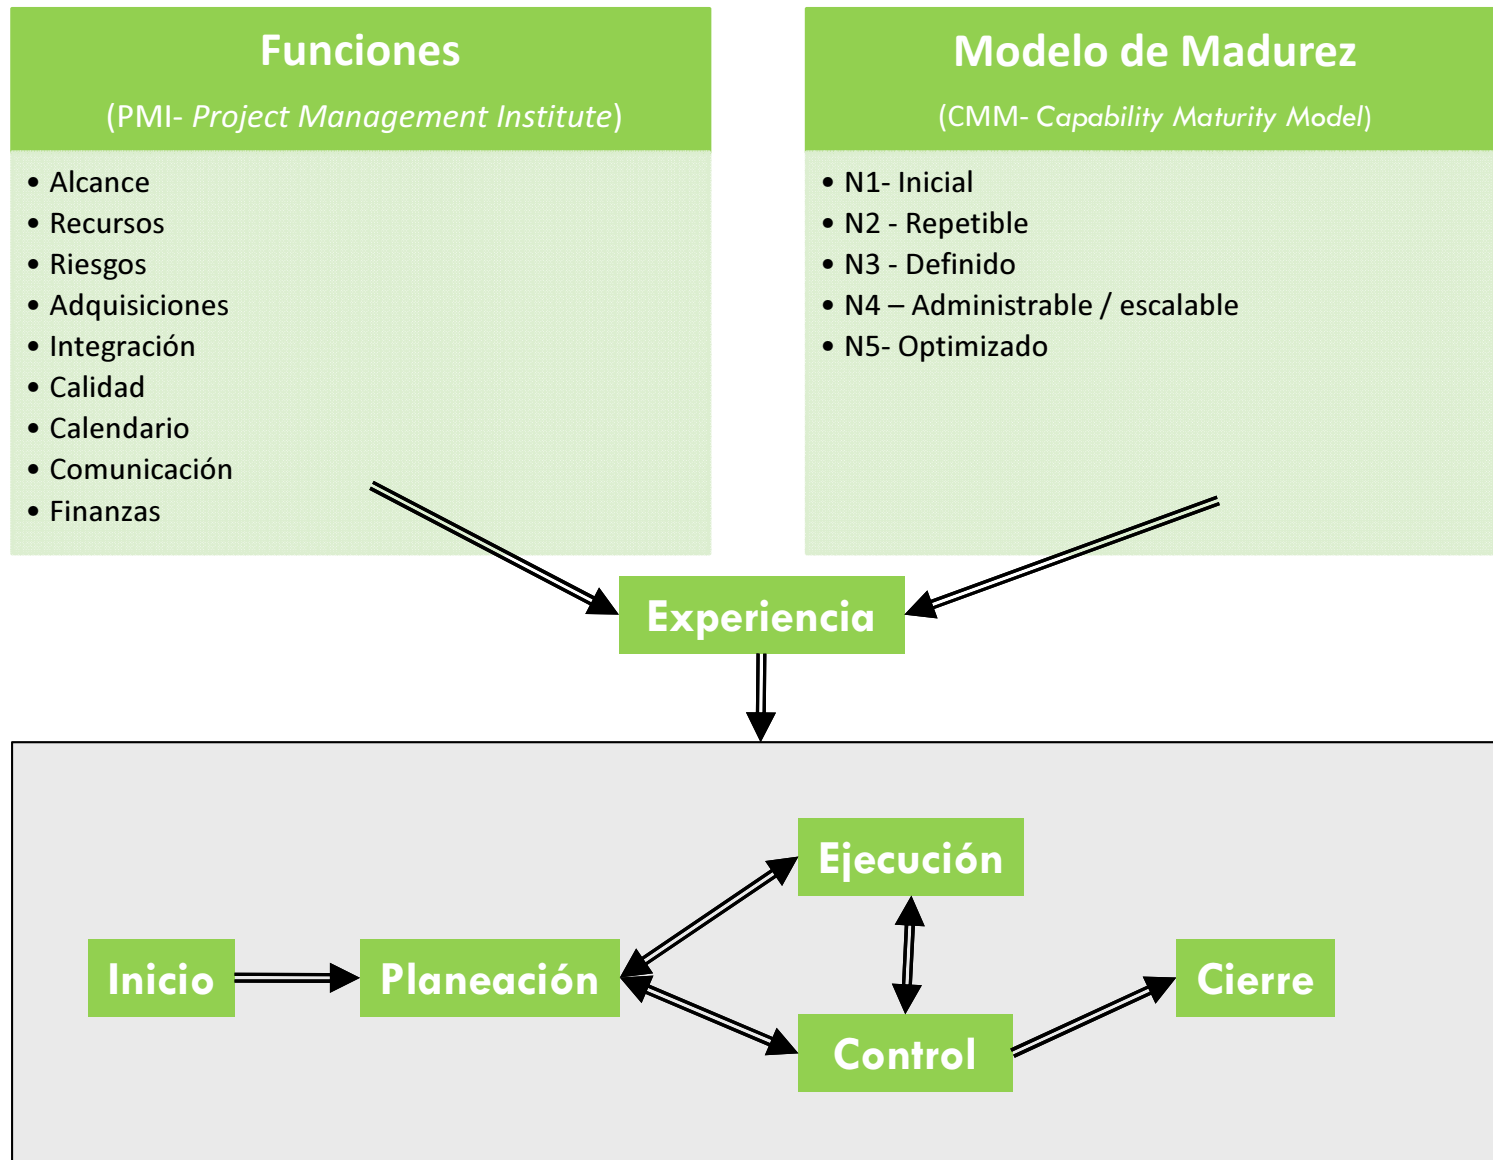 Funciones
(PMI- Project Management Institute)
• Alcance
• Recursos
• Riesgos
• Adquisiciones
• Integración
• Calidad
• Calendario
• Comunicación
• Finanzas
Modelo de Madurez
(CMM- Capability Maturity Model)
• N1- Inicial
• N2 - Repetible
• N3 - Definido
• N4 – Administrable / escalable
• N5- Optimizado
Experiencia
Ejecución
Inicio
Planeación
Cierre
Control